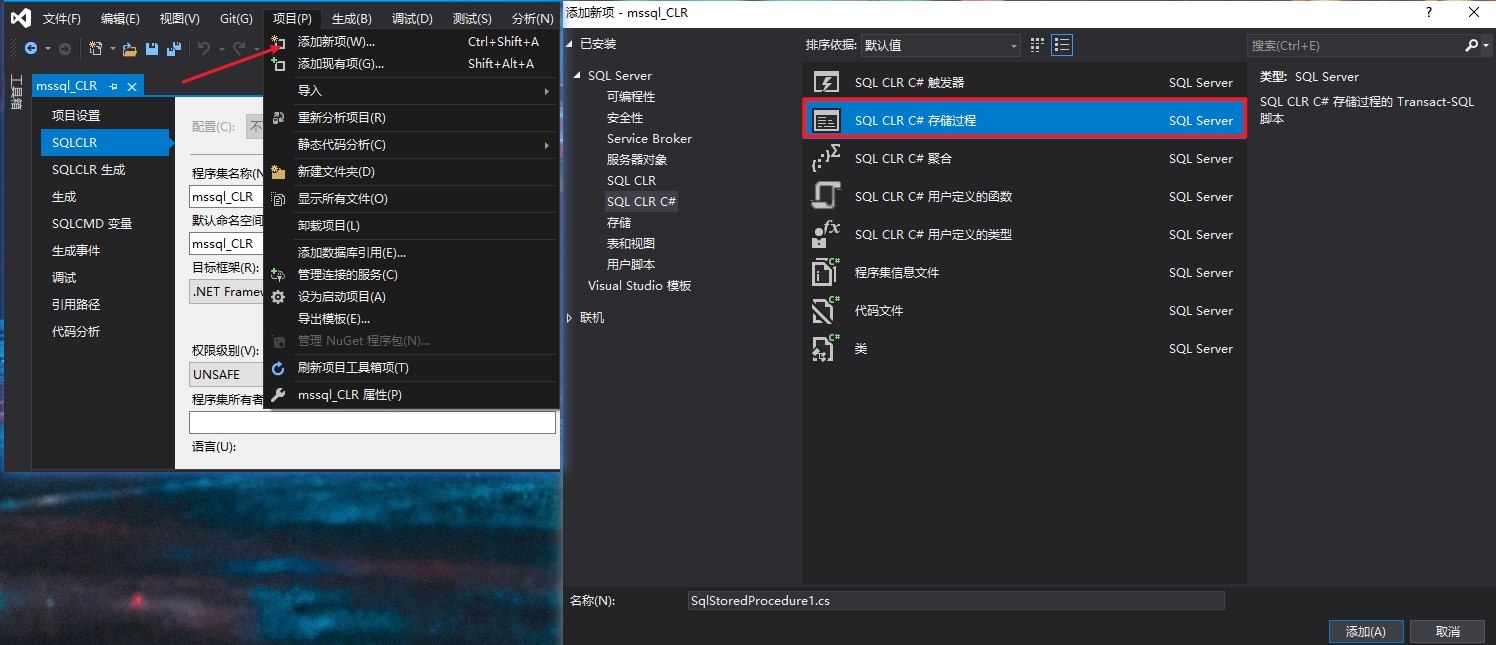 文件(F) 编辑(E) 视图(V) Git(G) 项目(P) 生成(B) 调试(D) 测试(S) 分析(N)
工具箱
mssql_CLR
项目设置
SQLCLR
SQLCLR 生成
生成
SQLCMD 变量
生成事件
调试
引用路径
代码分析
配置(C): 不
程序集名称(N
mssql_CLR
默认命名空间
mssql_CLR
目标框架(R):
.NET Framew
权限级别(V):
UNSAFE
程序集所有者
语言(U):
添加新项(W)... Ctrl+Shift+A
添加现有项(G)... Shift+Alt+A
导入
重新分析项目(R)
静态代码分析(C)
新建文件夹(D)
显示所有文件(O)
卸载项目(L)
添加数据库引用(E)...
管理连接的服务(C)
设为启动项目(A)
导出模板(E)...
管理 NuGet 程序包(N)...
刷新项目工具箱项(T)
mssql_CLR 属性(P)
添加新项 - mssql_CLR
?
已安装
SQL Server
可编程性
安全性
Service Broker
服务器对象
SQL CLR
SQL CLR C#
存储
表和视图
用户脚本
Visual Studio 模板
联机
排序依据: 默认值
搜索(Ctrl+E)
SQL CLR C# 触发器 SQL Server
SQL CLR C# 存储过程 SQL Server
SQL CLR C# 聚合 SQL Server
SQL CLR C# 用户定义的函数 SQL Server
SQL CLR C# 用户定义的类型 SQL Server
程序集信息文件 SQL Server
代码文件 SQL Server
类 SQL Server
类型: SQL Server
SQL CLR C# 存储过程的 Transact-SQL
脚本
名称(N): SqlStoredProcedure1.cs
添加(A) 取消